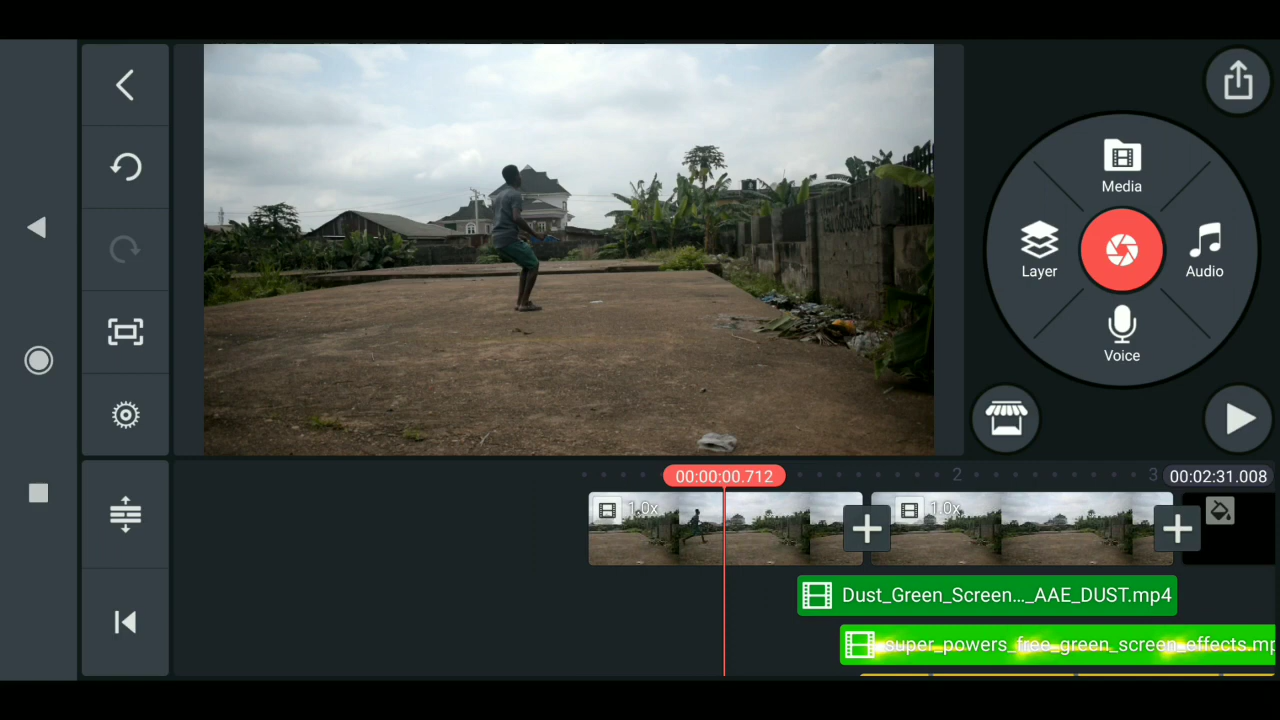 Media
Layer
Audio
Voice
00:00:00.712
2
3
00:02:31.008
1.0x
1.0x
Dust_Green_Screen..._AAE_DUST.mp4
super_powers_free_green_screen_effects.mp